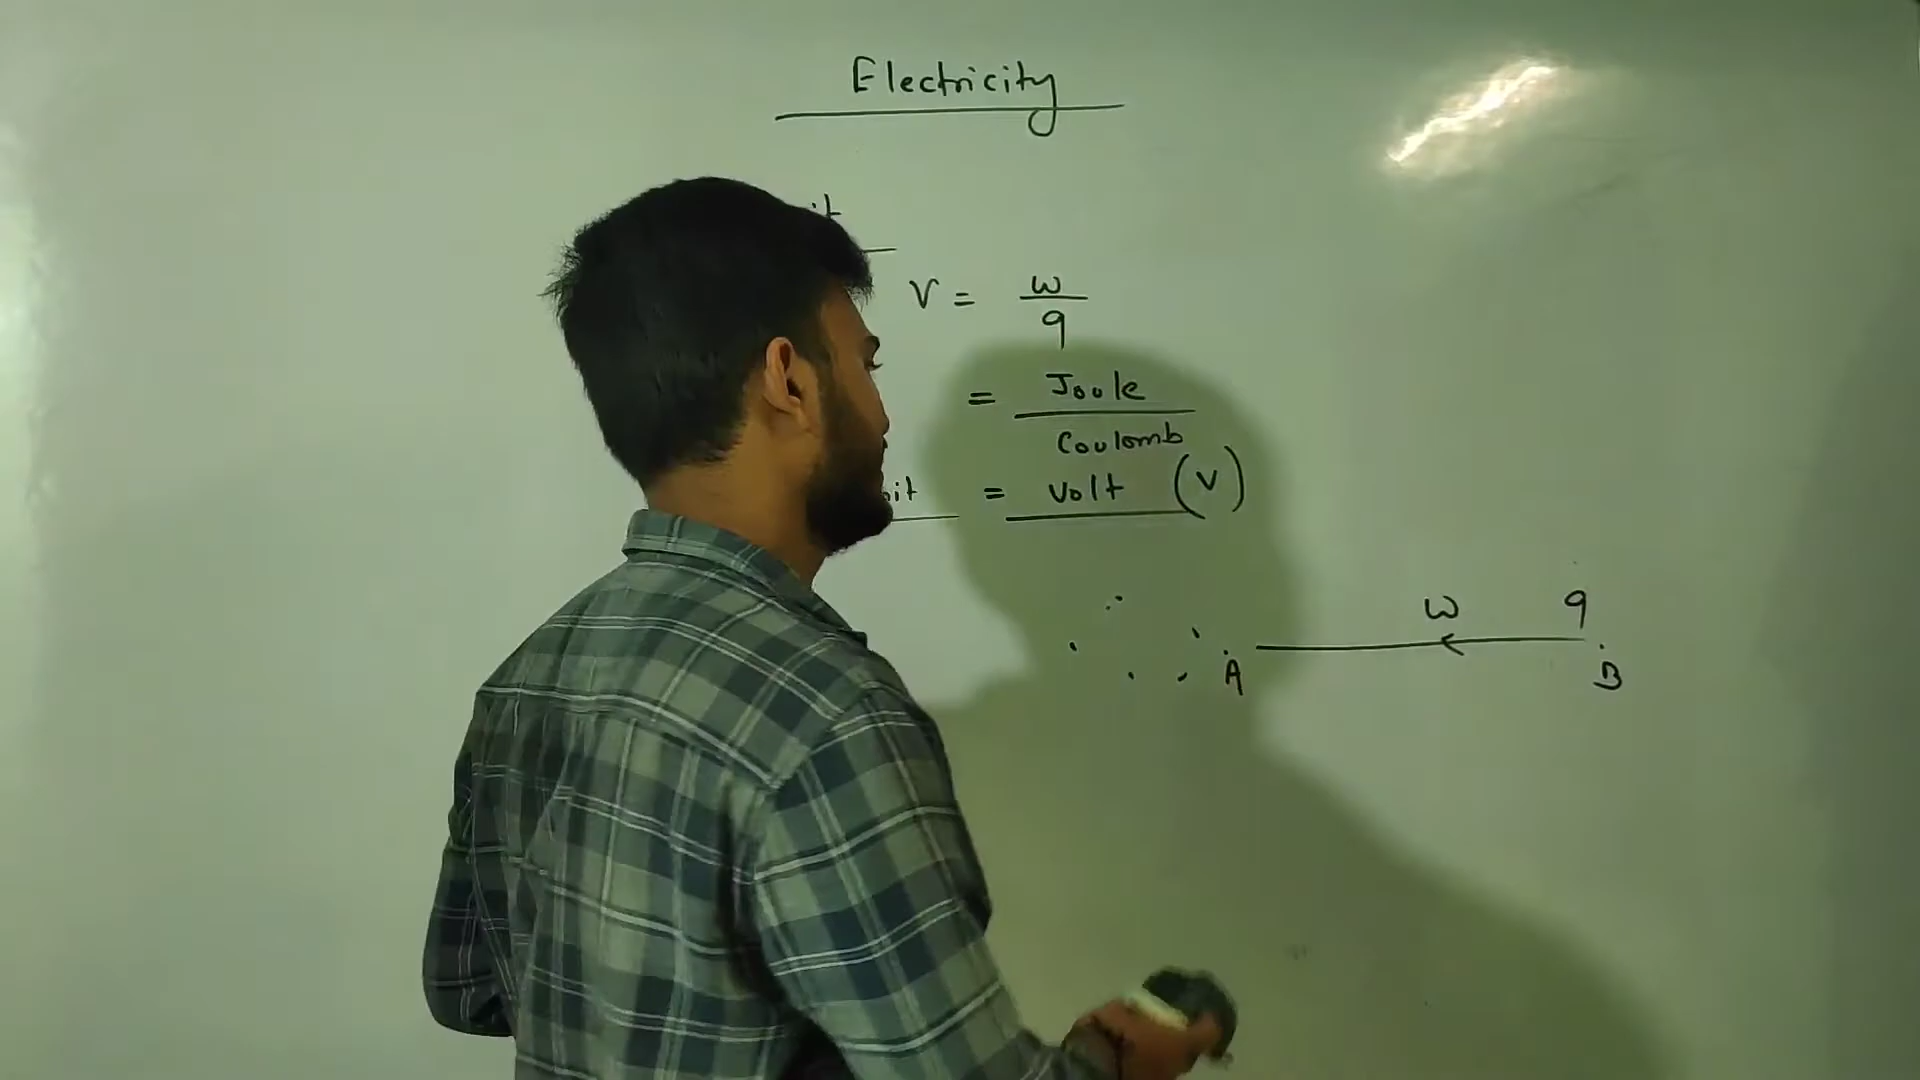 Electricity
V = w/q
= Joule/Coulomb
= Volt (V)
w q
A B